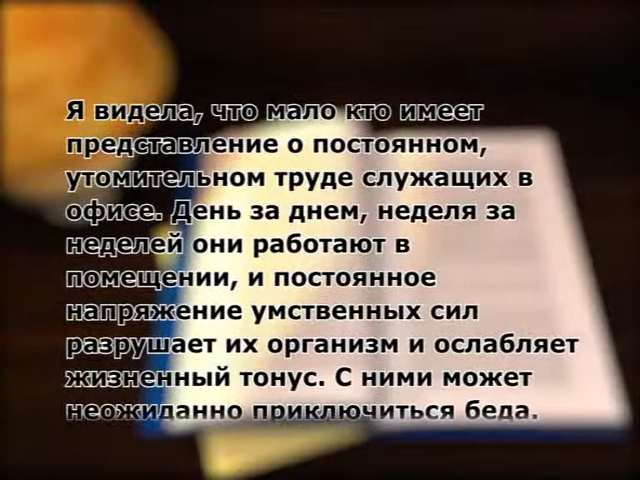 Я видела, что мало кто имеет
представление о постоянном,
утомительном труде служащих в
офисе. День за днем, неделя за
неделей они работают в
помещении, и постоянное
напряжение умственных сил
разрушает их организм и ослабляет
жизненный тонус. С ними может
неожиданно приключиться беда.